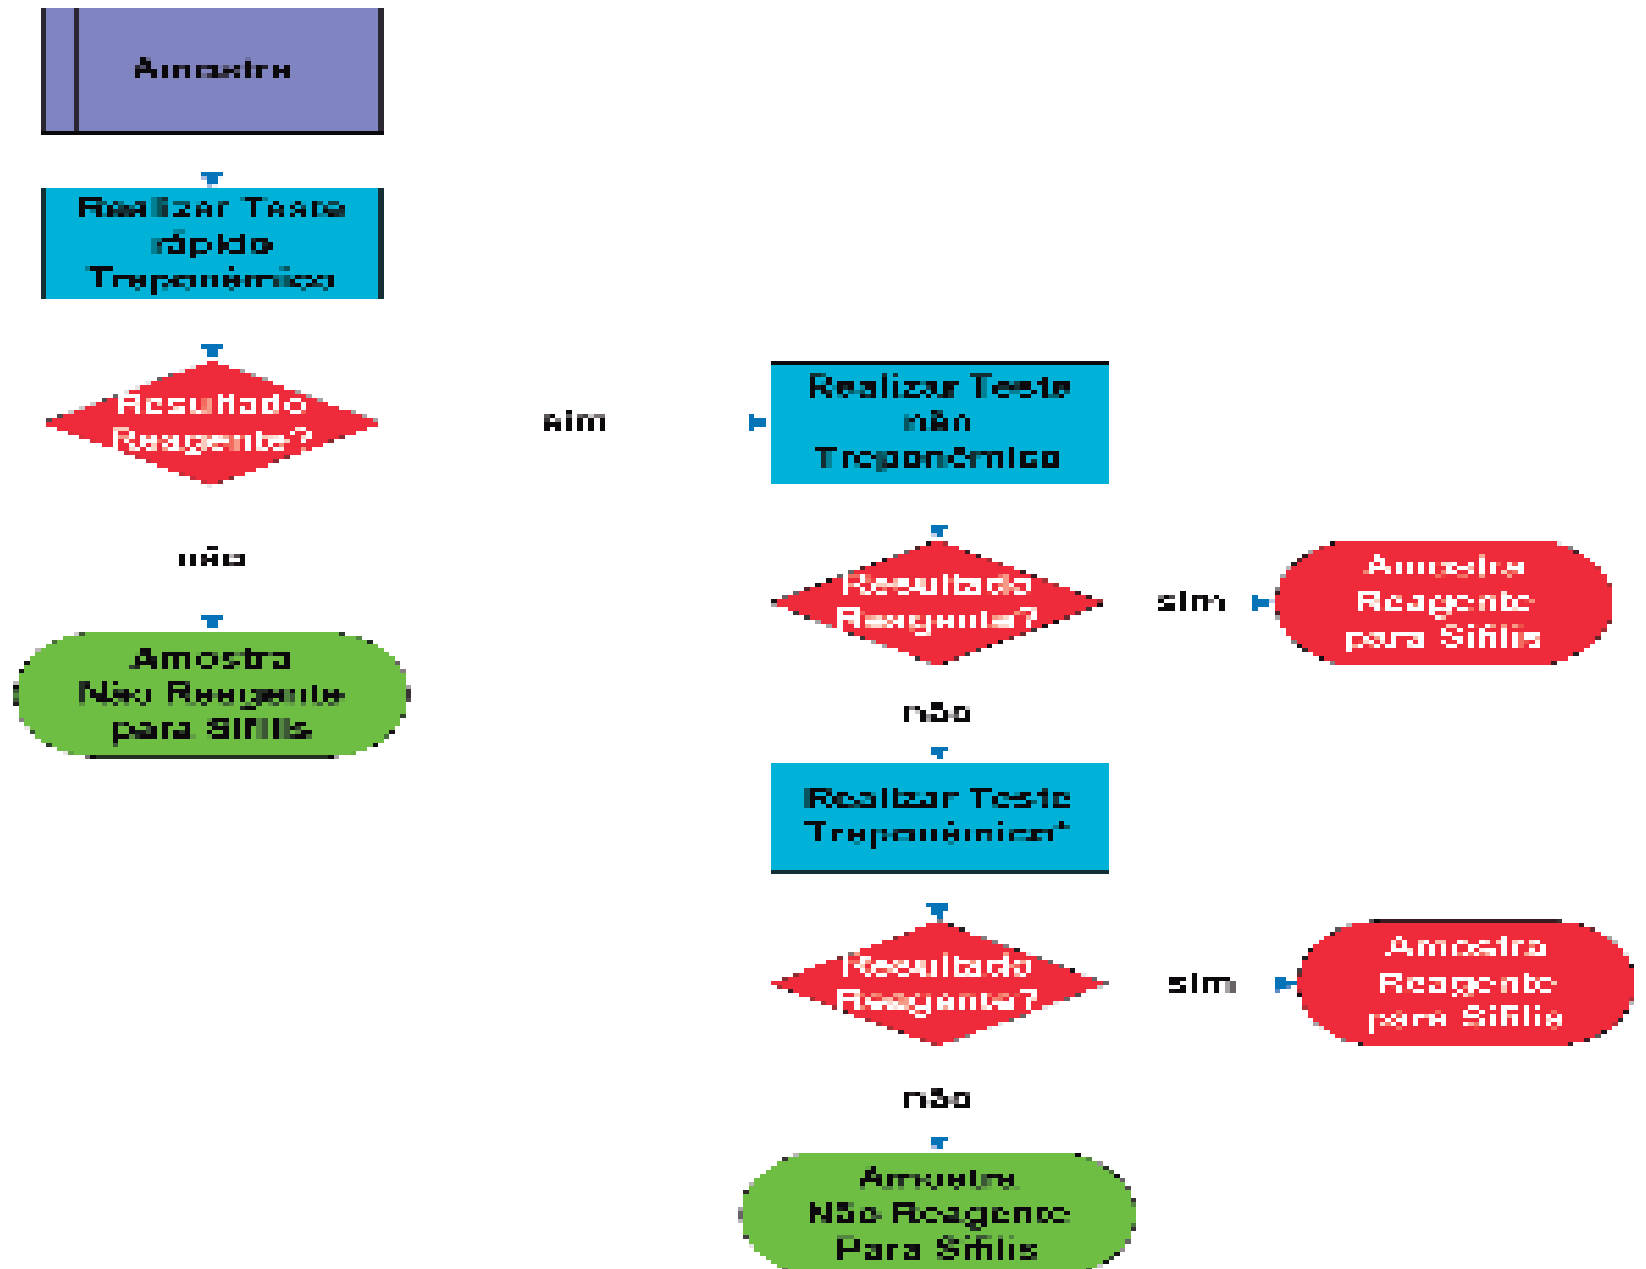 Amostra
Realizar Teste
rápido
Treponêmico
Resultado
Reagente?
sim
não
Amostra
Não Reagente
para Sífilis
Realizar Teste
não
Treponêmico
Resultado
Reagente?
sim
Amostra
Reagente
para Sífilis
não
Realizar Teste
Treponêmico*
Resultado
Reagente?
sim
Amostra
Reagente
para Sífilis
não
Amostra
Não Reagente
Para Sífilis